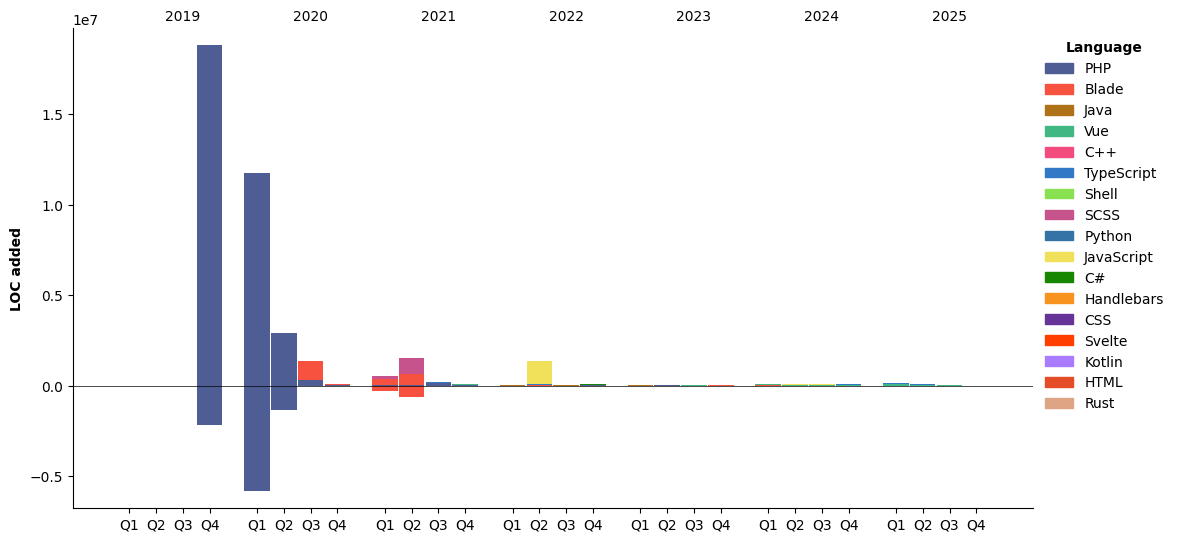 1e7
2019 2020 2021 2022 2023 2024 2025
LOC added
1.5
1.0
0.5
0.0
−0.5
Q1 Q2 Q3 Q4 Q1 Q2 Q3 Q4 Q1 Q2 Q3 Q4 Q1 Q2 Q3 Q4 Q1 Q2 Q3 Q4 Q1 Q2 Q3 Q4 Q1 Q2 Q3 Q4
Language
PHP
Blade
Java
Vue
C++
TypeScript
Shell
SCSS
Python
JavaScript
C#
Handlebars
CSS
Svelte
Kotlin
HTML
Rust